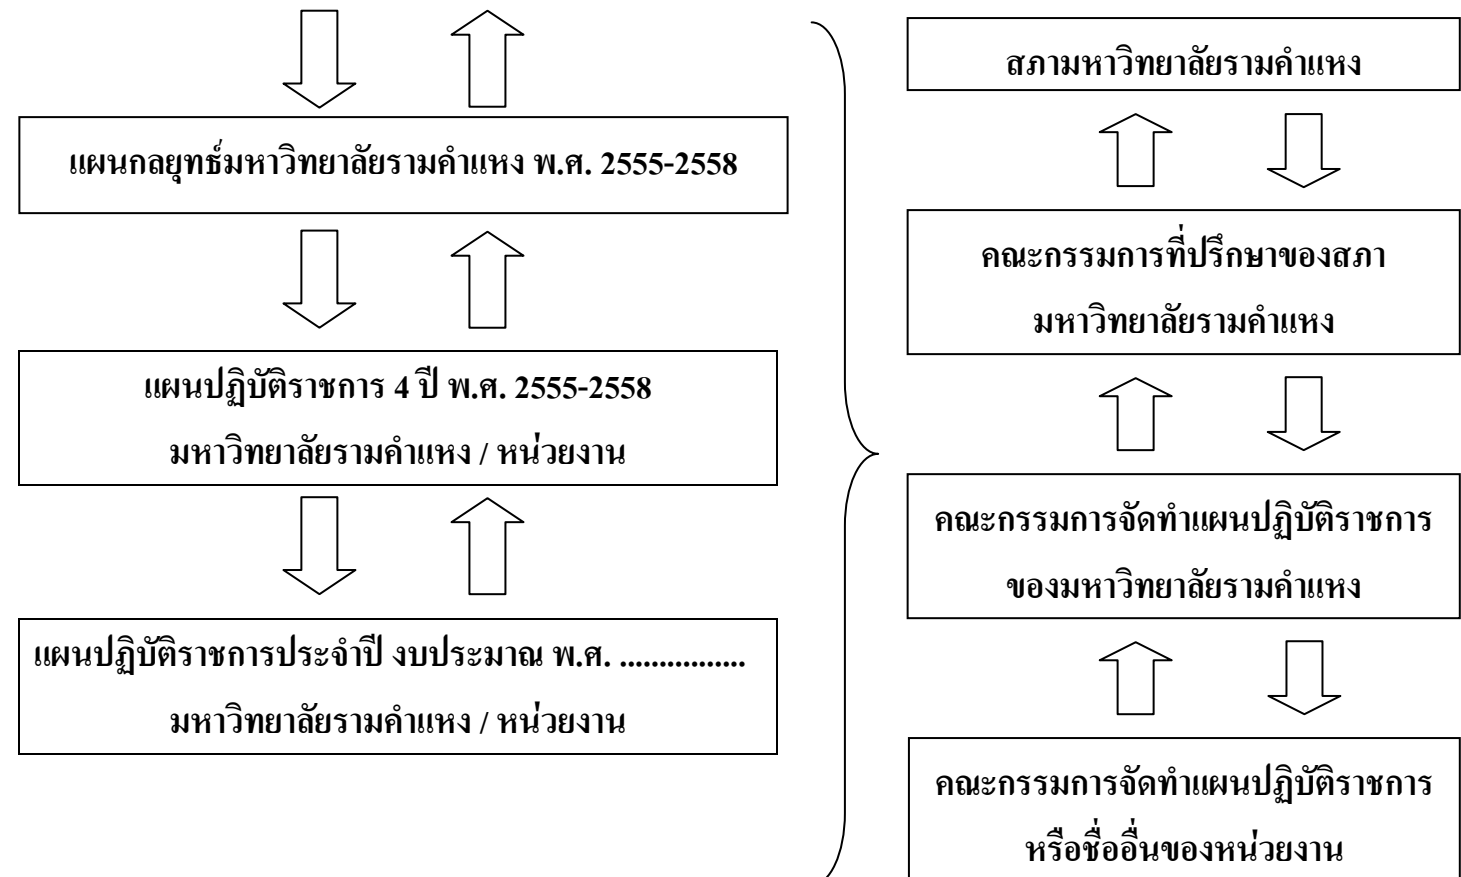 แผนกลยุทธ์มหาวิทยาลัยรามคำแหง พ.ศ. 2555-2558
แผนปฏิบัติราชการ 4 ปี พ.ศ. 2555-2558
มหาวิทยาลัยรามคำแหง / หน่วยงาน
แผนปฏิบัติราชการประจำปี งบประมาณ พ.ศ. ................
มหาวิทยาลัยรามคำแหง / หน่วยงาน
สภามหาวิทยาลัยรามคำแหง
คณะกรรมการที่ปรึกษาของสภา
มหาวิทยาลัยรามคำแหง
คณะกรรมการจัดทำแผนปฏิบัติราชการ
ของมหาวิทยาลัยรามคำแหง
คณะกรรมการจัดทำแผนปฏิบัติราชการ
หรือชื่ออื่นของหน่วยงาน